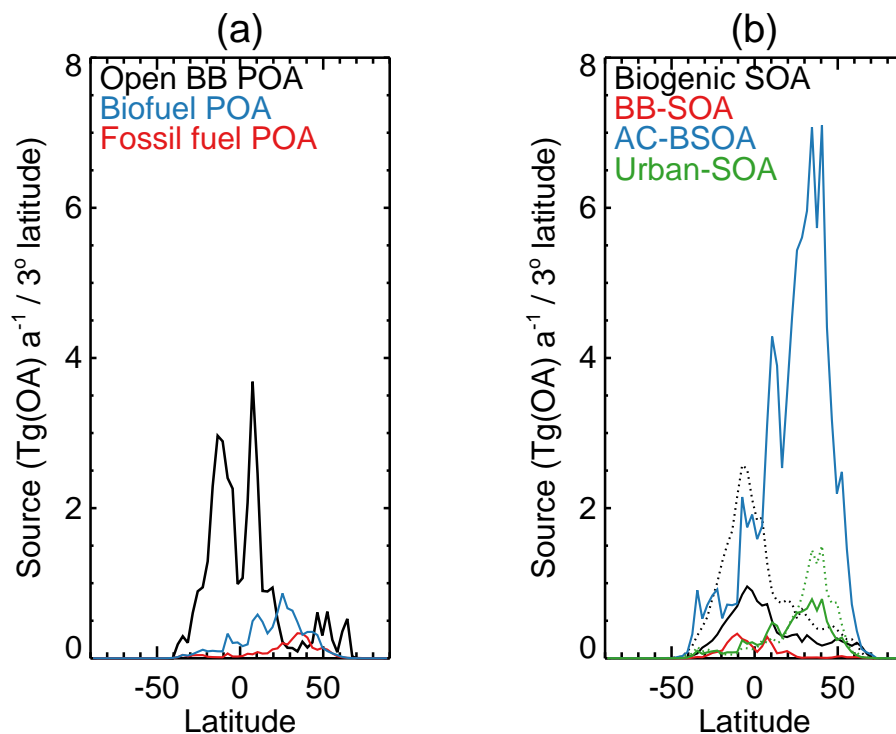 (a)
Open BB POA
Biofuel POA
Fossil fuel POA
Source (Tg(OA) a⁻¹ / 3º latitude)
8
6
4
2
0
-50 0 50
Latitude
(b)
Biogenic SOA
BB-SOA
AC-BSOA
Urban-SOA
Source (Tg(OA) a⁻¹ / 3º latitude)
8
6
4
2
0
-50 0 50
Latitude